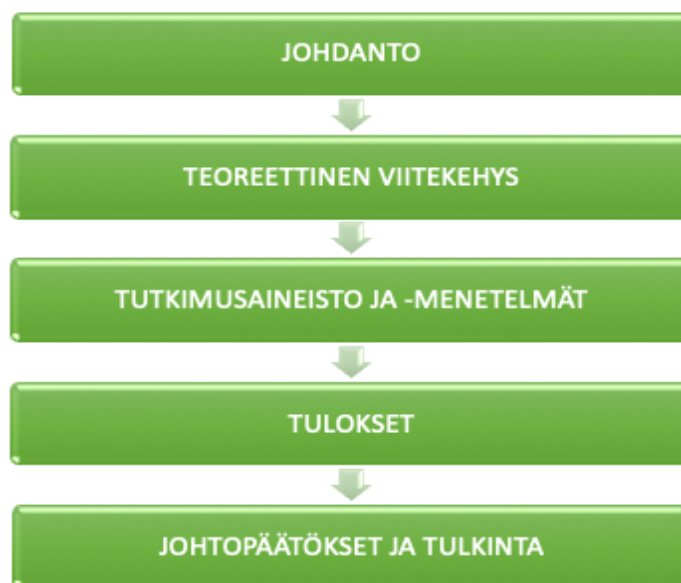 JOHDANTO
TEOREETTINEN VIITEKEHYS
TUTKIMUSAINEISTO JA -MENETELMÄT
TULOKSET
JOHTOPÄÄTÖKSET JA TULKINTA